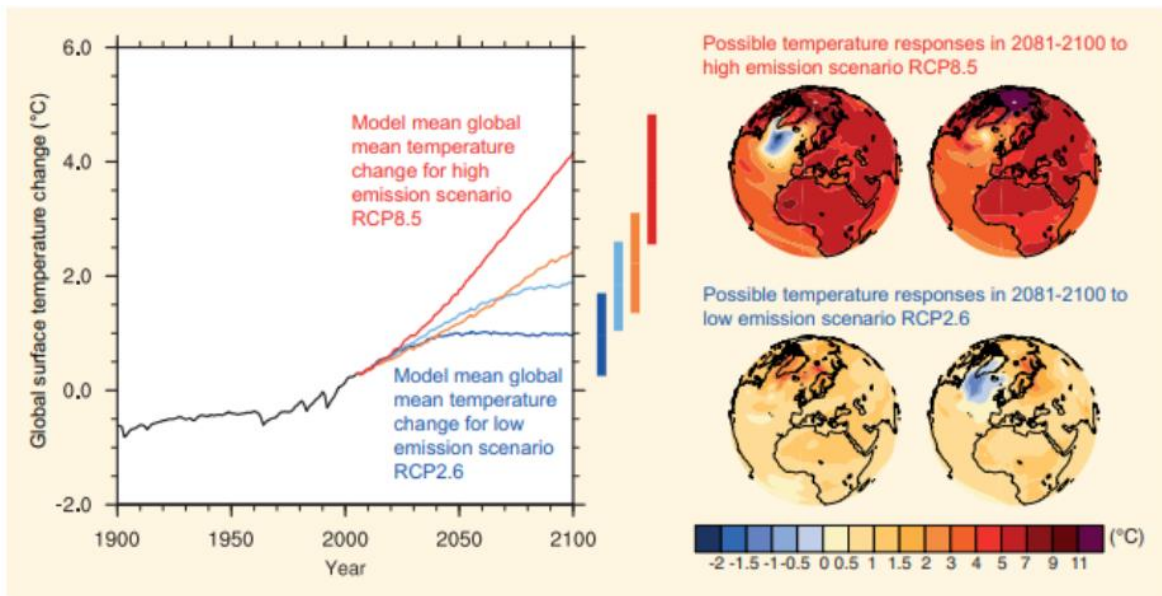 6.0
4.0
2.0
0.0
-2.0
Global surface temperature change (°C)
Model mean global
mean temperature
change for high
emission scenario
RCP8.5
Model mean global
mean temperature
change for low
emission scenario
RCP2.6
1900
1950
2000
2050
2100
Year
Possible temperature responses in 2081-2100 to
high emission scenario RCP8.5
Possible temperature responses in 2081-2100 to
low emission scenario RCP2.6
-2 -1.5 -1 -0.5 0 0.5 1 1.5 2 3 4 5 7 9 11 (°C)